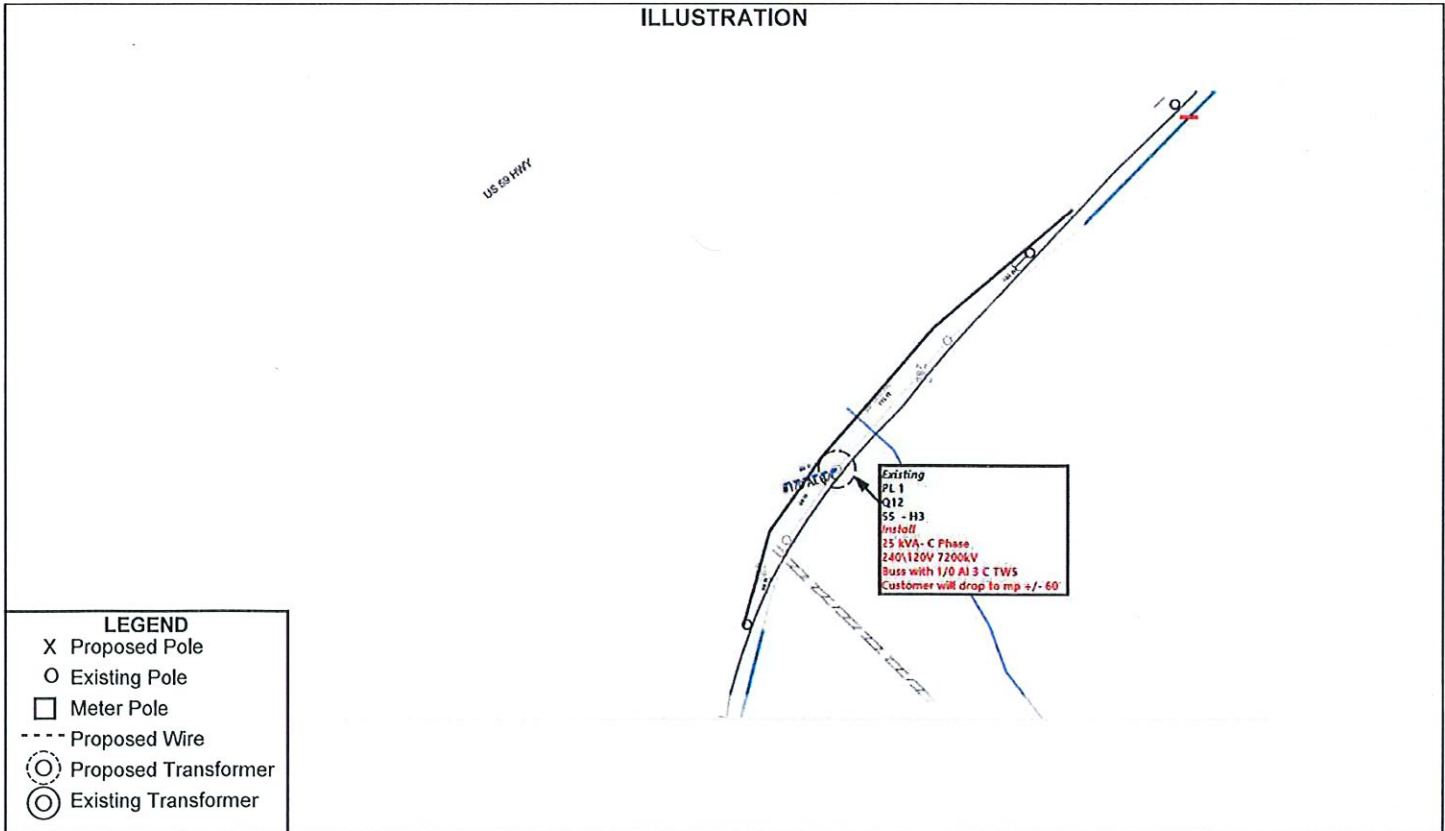 ILLUSTRATION
US 59 HWY
Existing
PL 1
Q12
S5 - H3
Install
25 kVA- C Phase
240\120V 7200kV
Buss with 1/0 Al 3 C TWS
Customer will drop to mp +/- 60'
LEGEND
X Proposed Pole
O Existing Pole
Meter Pole
Proposed Wire
Proposed Transformer
Existing Transformer